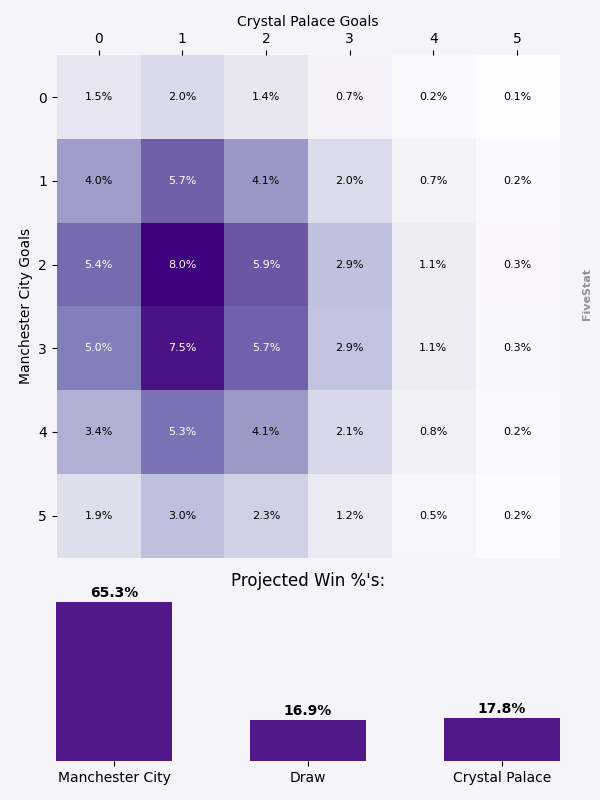 Crystal Palace Goals
0 1 2 3 4 5
0 1.5% 2.0% 1.4% 0.7% 0.2% 0.1%
1 4.0% 5.7% 4.1% 2.0% 0.7% 0.2%
2 5.4% 8.0% 5.9% 2.9% 1.1% 0.3%
3 5.0% 7.5% 5.7% 2.9% 1.1% 0.3%
4 3.4% 5.3% 4.1% 2.1% 0.8% 0.2%
5 1.9% 3.0% 2.3% 1.2% 0.5% 0.2%
Manchester City Goals
FiveStat
Projected Win %'s:
65.3% 16.9% 17.8%
Manchester City Draw Crystal Palace